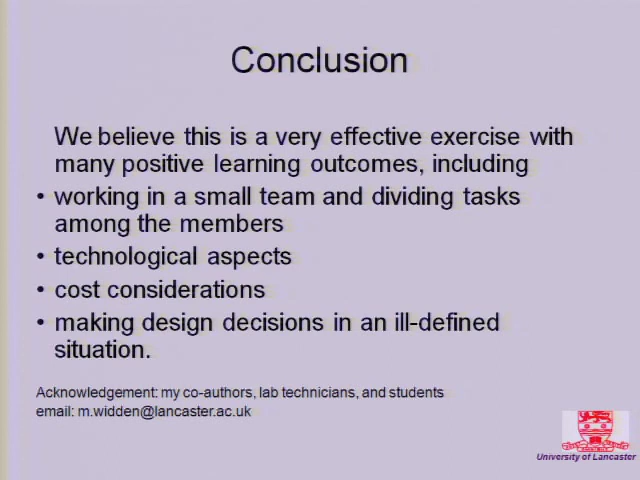 Conclusion
We believe this is a very effective exercise with
many positive learning outcomes, including
• working in a small team and dividing tasks
among the members
• technological aspects
• cost considerations
• making design decisions in an ill-defined
situation.
Acknowledgement: my co-authors, lab technicians, and students
email: m.widden@lancaster.ac.uk
University of Lancaster